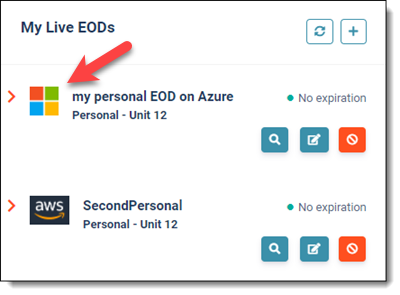 My Live EODs
my personal EOD on Azure
No expiration
Personal - Unit 12
aws
SecondPersonal
No expiration
Personal - Unit 12